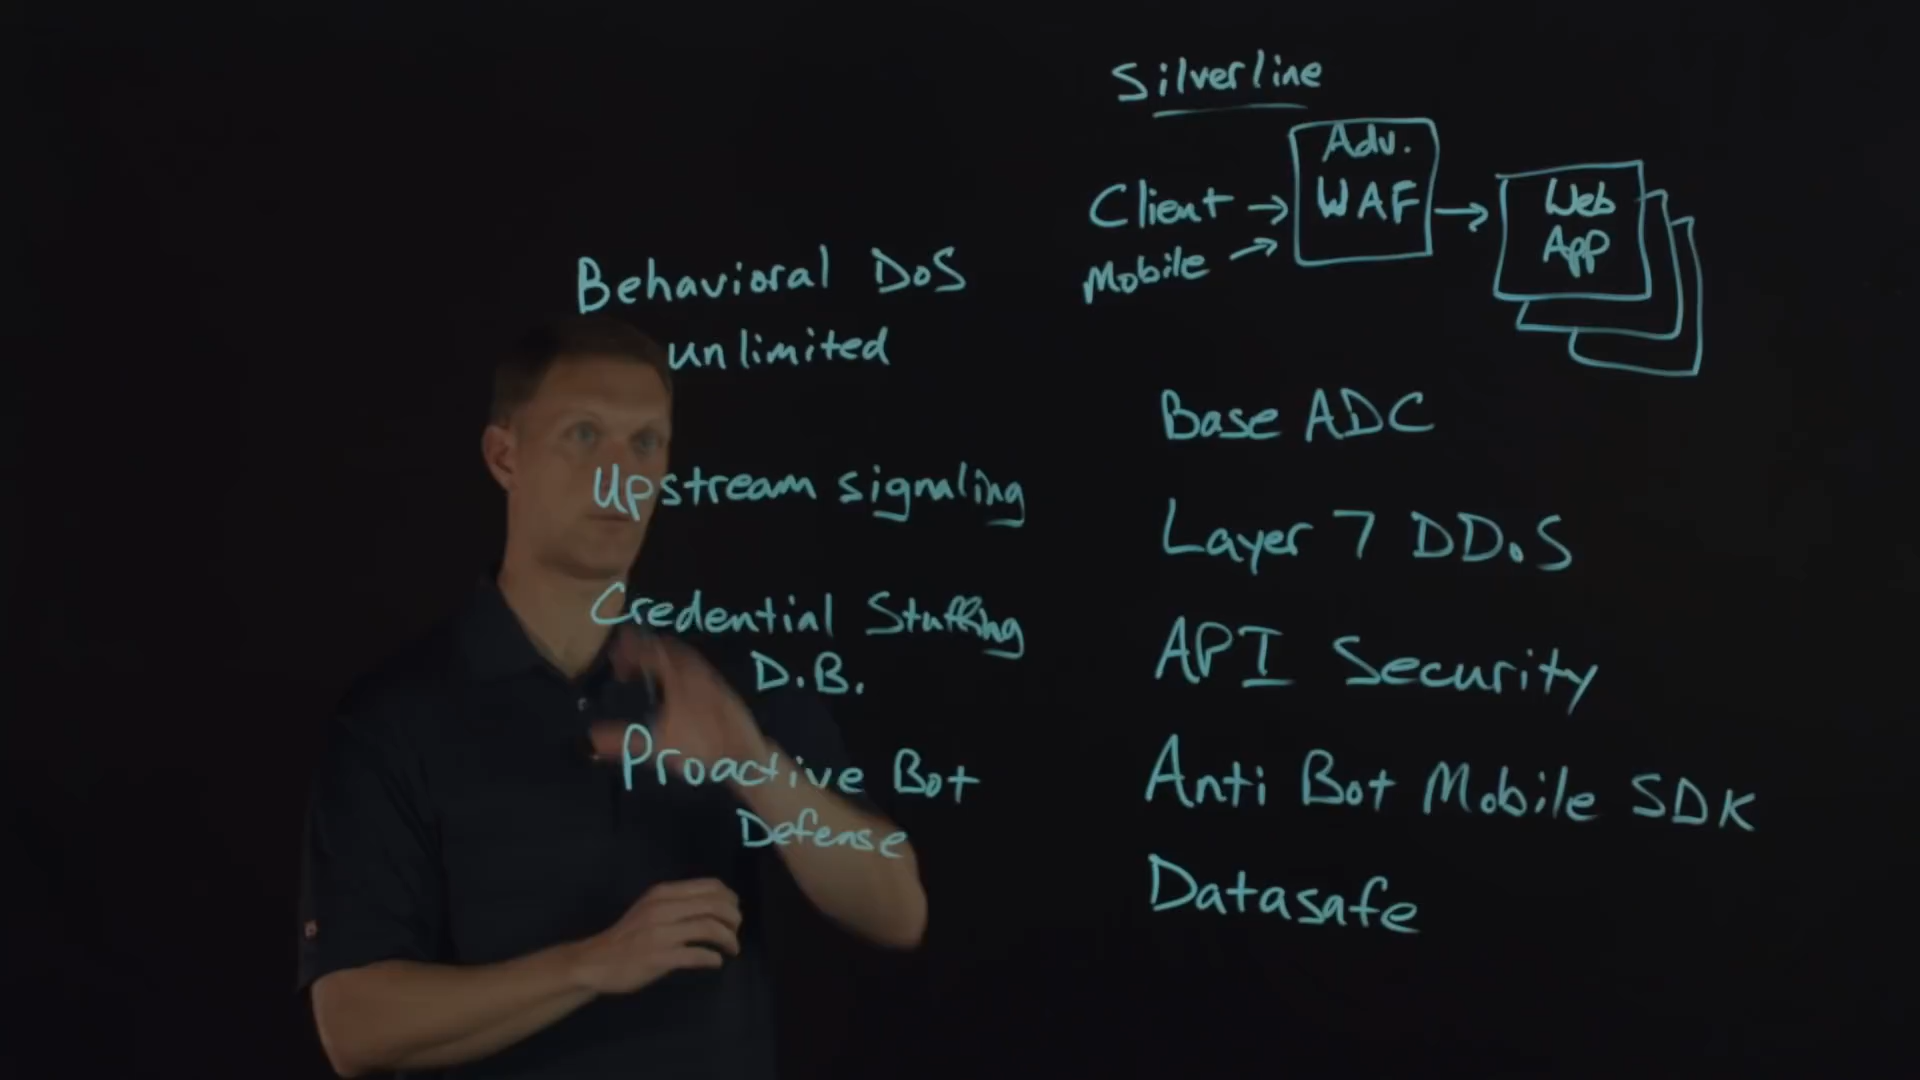 Silverline
Adv.
WAF
Client
Mobile
Web
App
Behavioral DoS
unlimited
Upstream signaling
Credential Stuffing
D.B.
Proactive Bot
Defense
Base ADC
Layer 7 DDoS
API Security
Anti Bot Mobile SDK
Datasafe